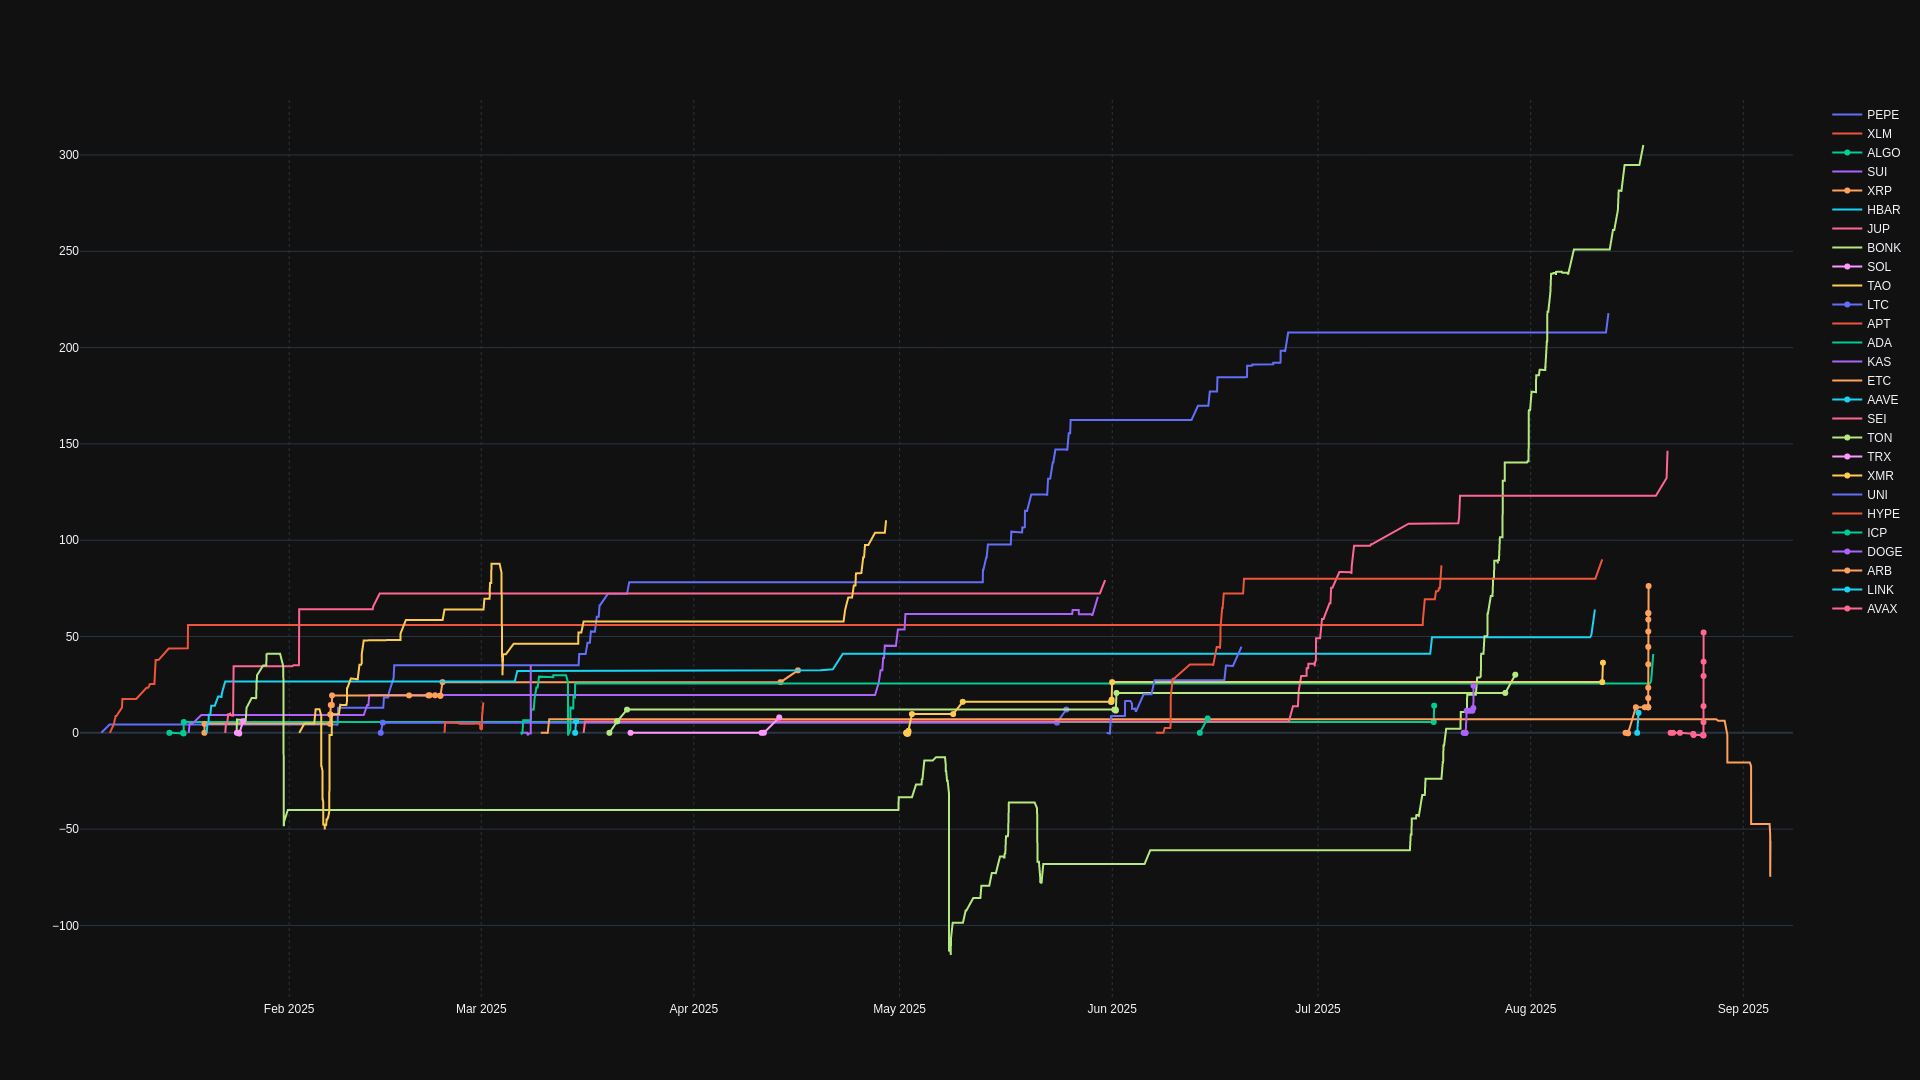 300
250
200
150
100
50
0
−50
−100
Feb 2025
Mar 2025
Apr 2025
May 2025
Jun 2025
Jul 2025
Aug 2025
Sep 2025
PEPE
XLM
ALGO
SUI
XRP
HBAR
JUP
BONK
SOL
TAO
LTC
APT
ADA
KAS
ETC
AAVE
SEI
TON
TRX
XMR
UNI
HYPE
ICP
DOGE
ARB
LINK
AVAX